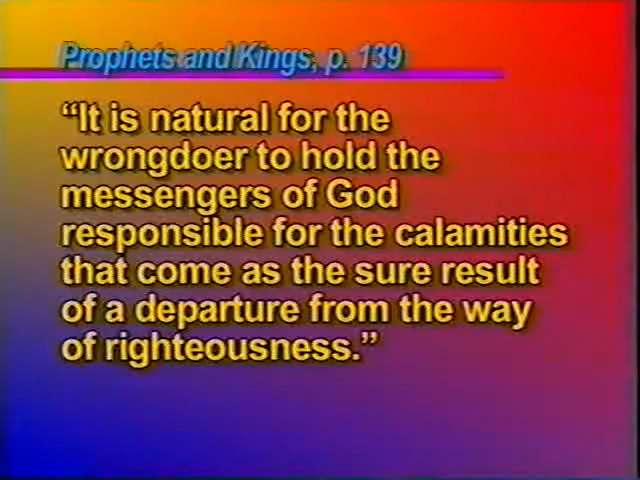 Prophets and Kings, p. 139
“It is natural for the
wrongdoer to hold the
messengers of God
responsible for the calamities
that come as the sure result
of a departure from the way
of righteousness.”